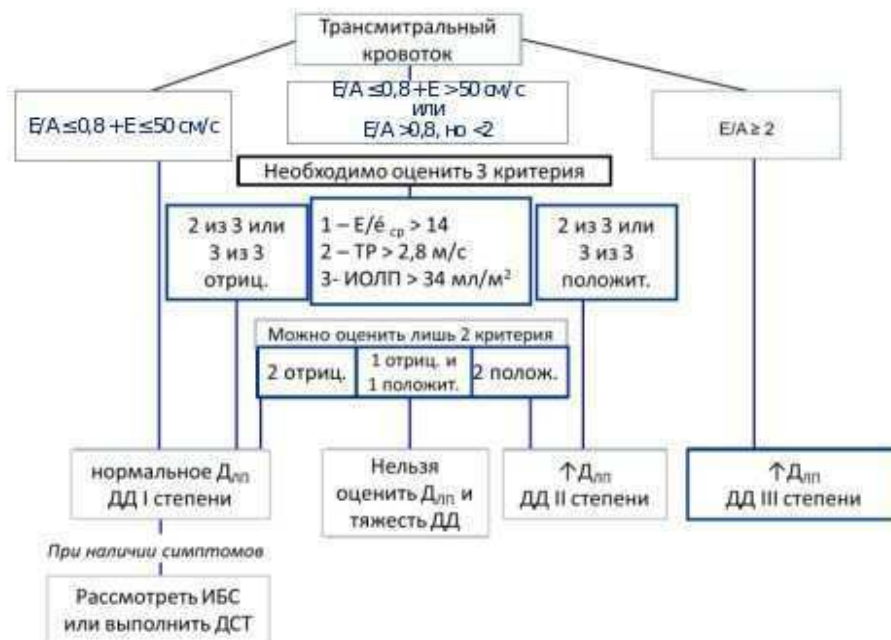 Трансмитральный
кровоток
E/A ≤0,8 + E ≤50 см/с
E/A ≤0,8 + E >50 см/с
или
E/A >0,8, но <2
E/A ≥ 2
Необходимо оценить 3 критерия
2 из 3 или
3 из 3
отриц.
1 – E/é ср > 14
2 – ТР > 2,8 м/с
3- ИОЛП > 34 мл/м²
2 из 3 или
3 из 3
положит.
Можно оценить лишь 2 критерия
2 отриц.
1 отриц. и
1 положит.
2 полож.
нормальное Д лп
ДД I степени
Нельзя
оценить Д лп и
тяжесть ДД
↑Д лп
ДД II степени
↑Д лп
ДД III степени
При наличии симптомов
Рассмотреть ИБС
или выполнить ДСТ